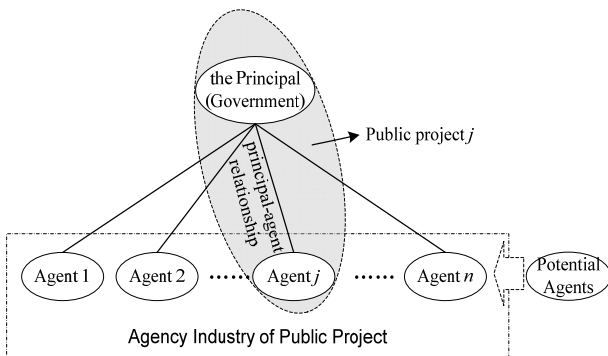 the Principal
(Government)
Public project j
principal-agent
relationship
Agent 1
Agent 2
......
Agent j
......
Agent n
Potential
Agents
Agency Industry of Public Project